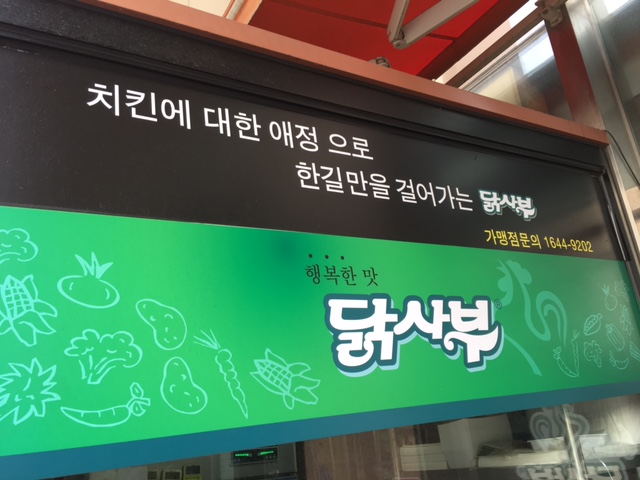 치킨에 대한 애정 으로
한길만을 걸어가는 닭사부
가맹점문의 1644-9202
행복한 맛
닭사부®